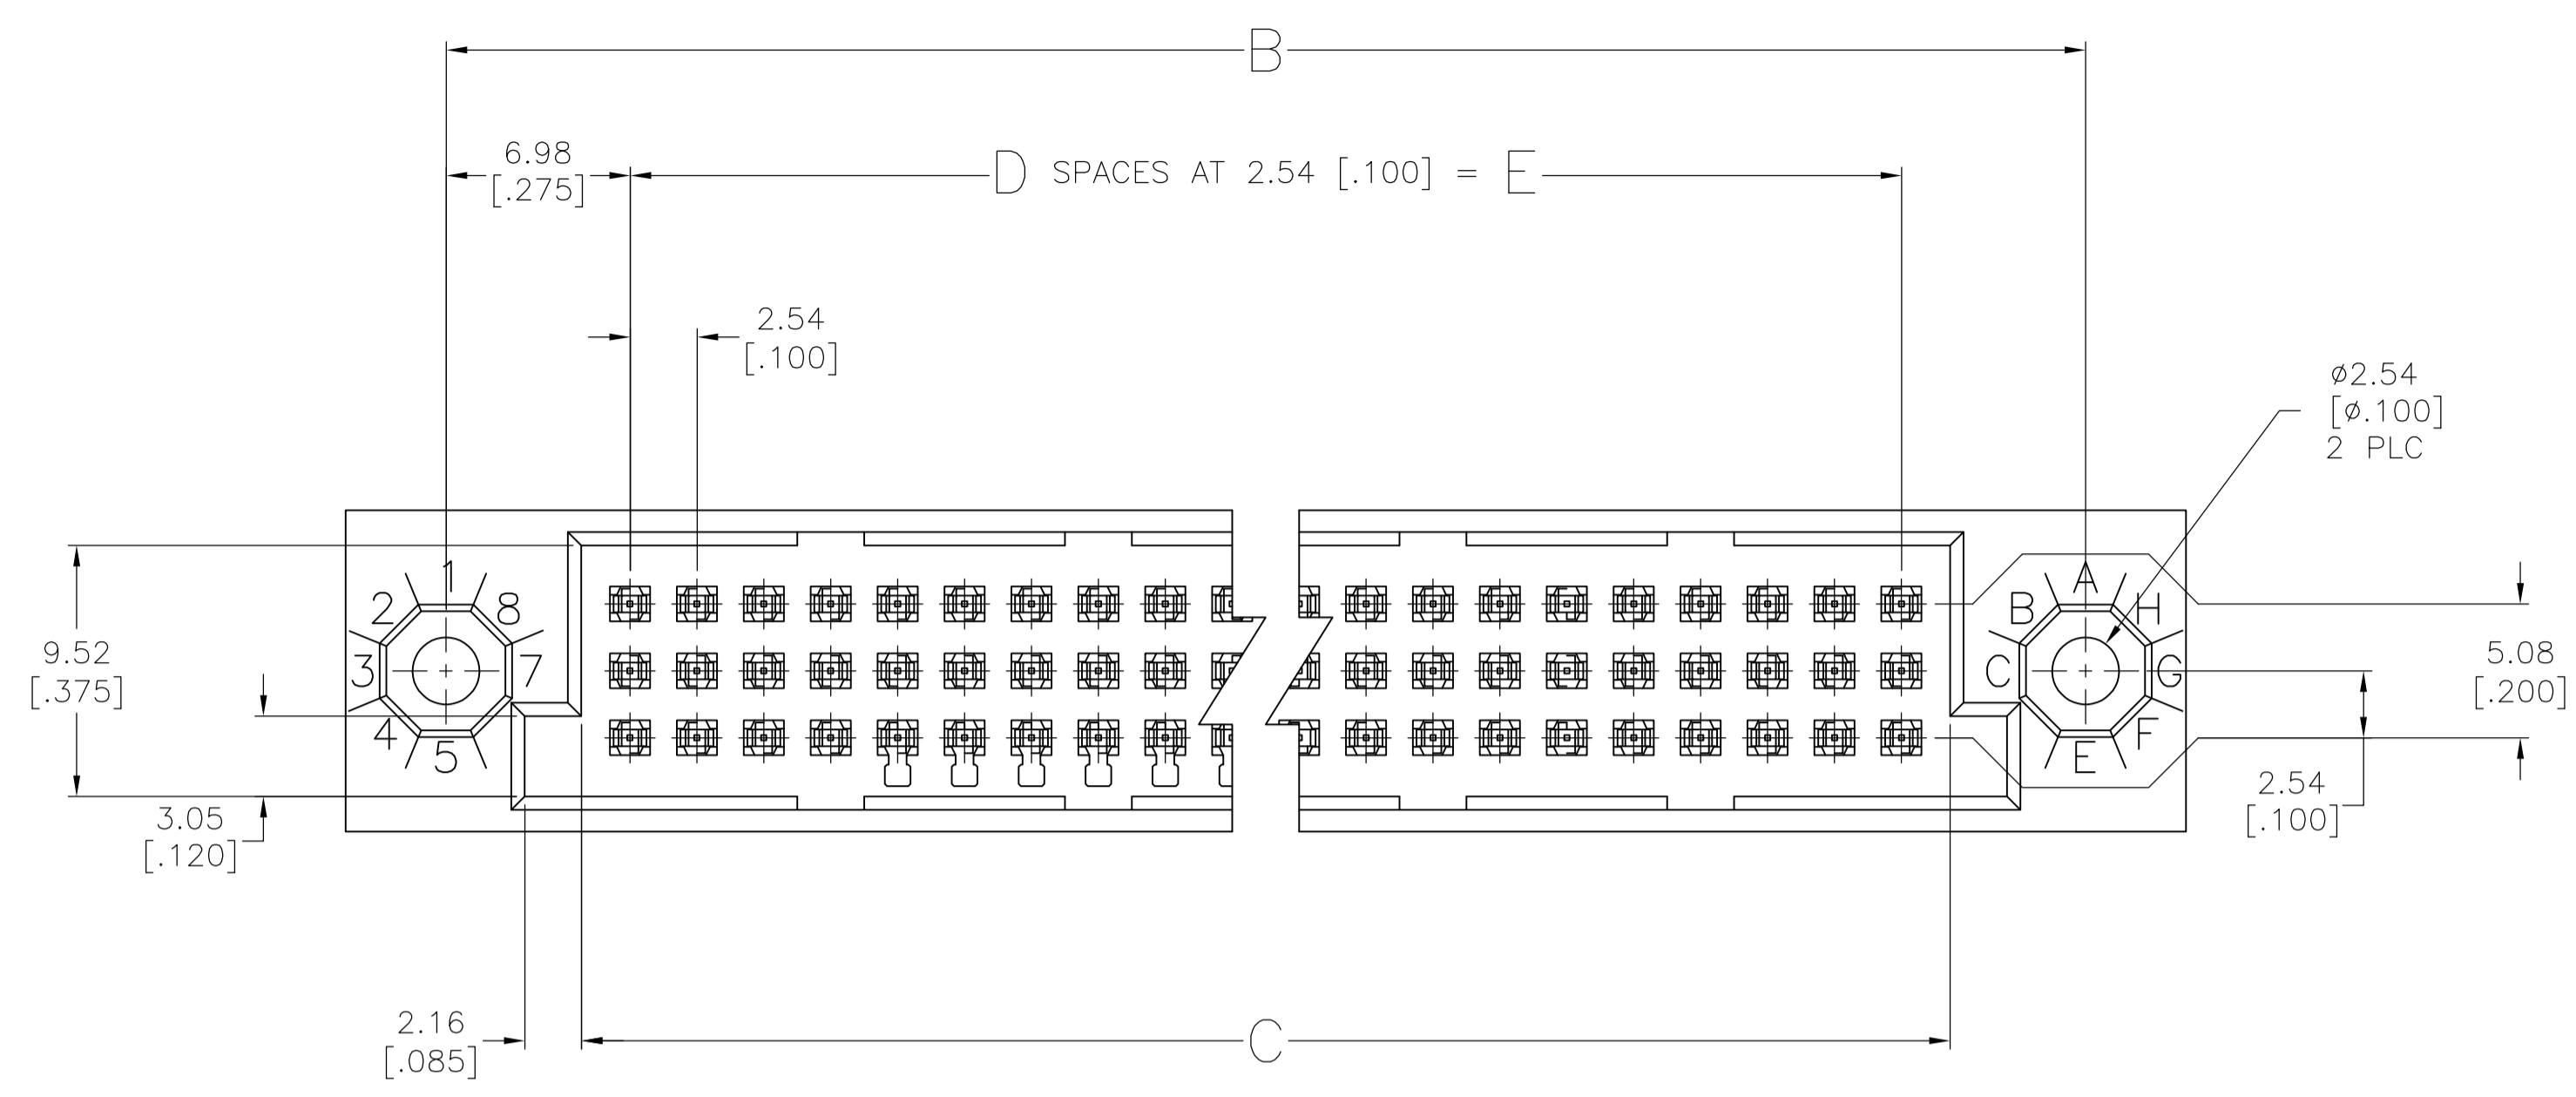 B
6.98
[.275]
D SPACES AT 2.54 [.100] = E
2.54
[.100]
ø2.54
[ø.100]
2 PLC
1
2
8
3
7
4
5
A
B
H
C
G
F
E
9.52
[.375]
5.08
[.200]
3.05
[.120]
2.54
[.100]
2.16
[.085]
C